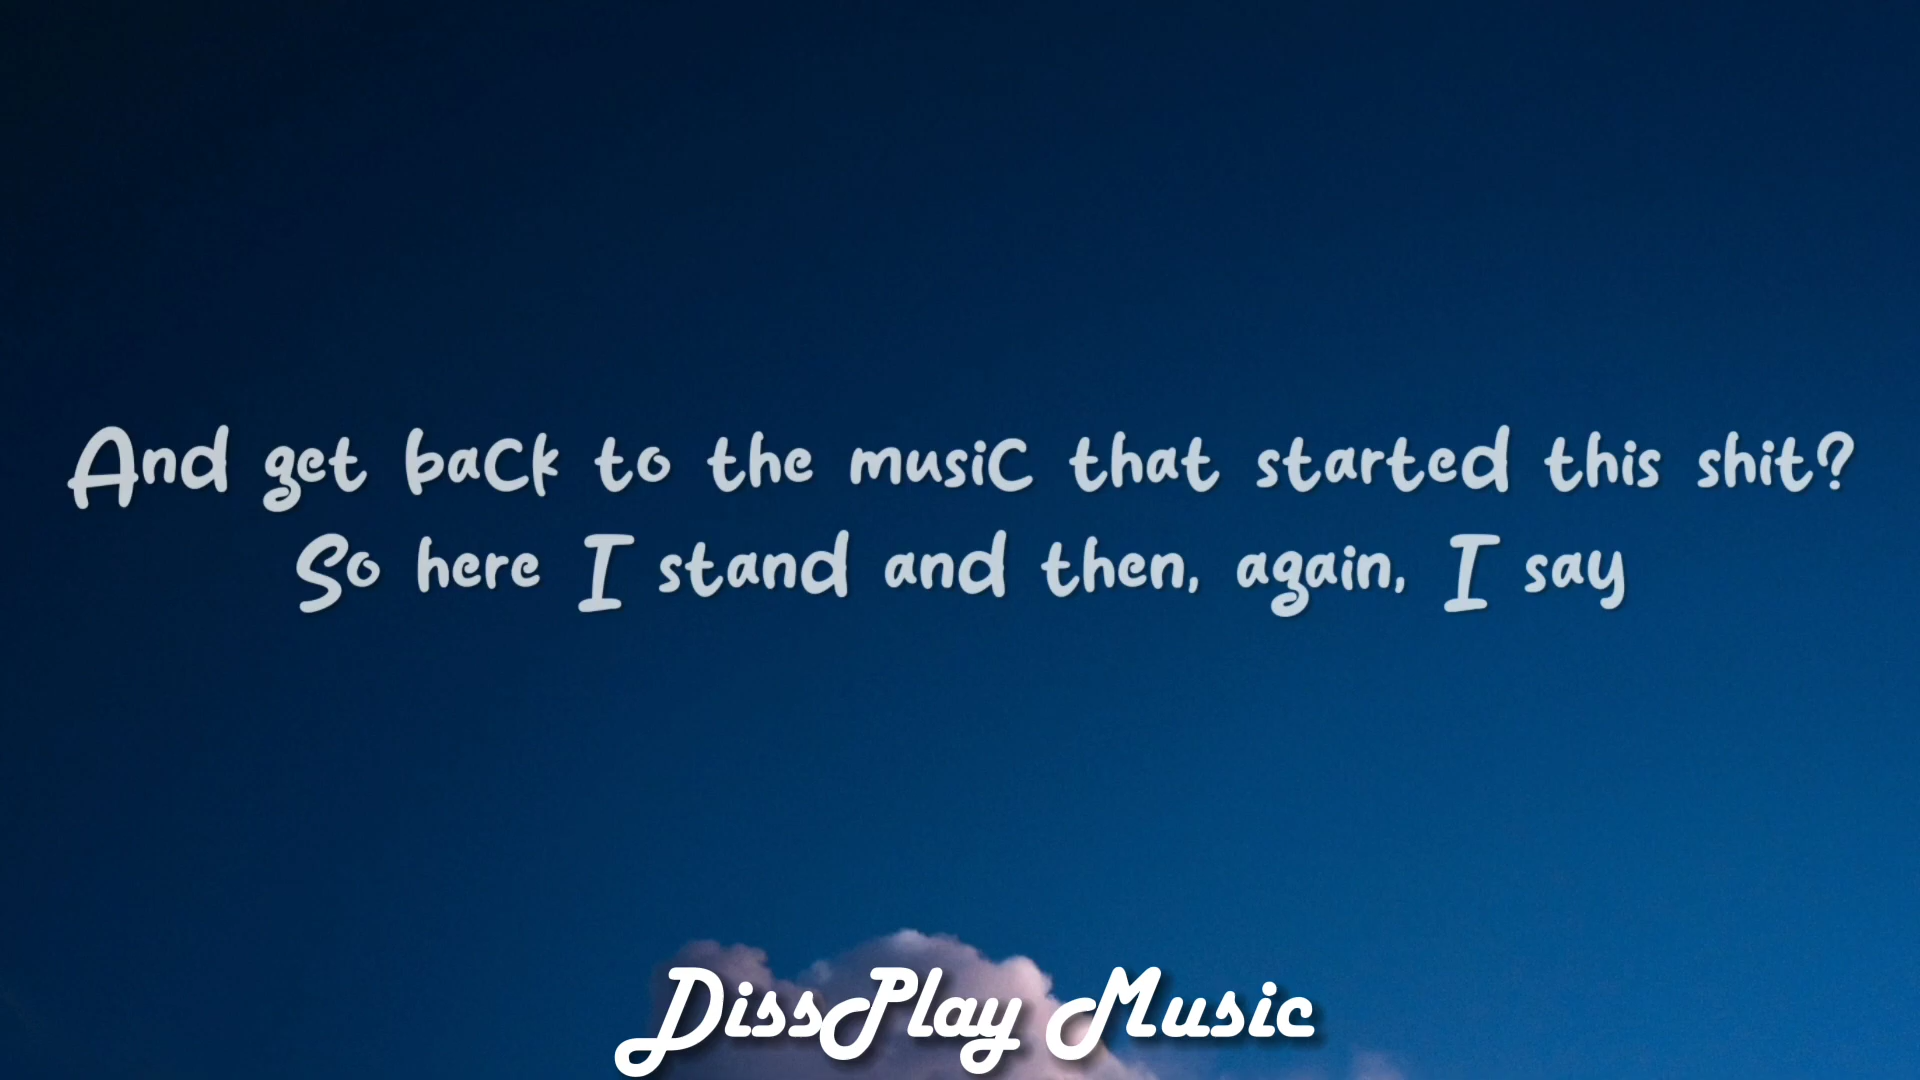 And get back to the music that started this shit?
So here I stand and then, again, I say
DissPlay Music